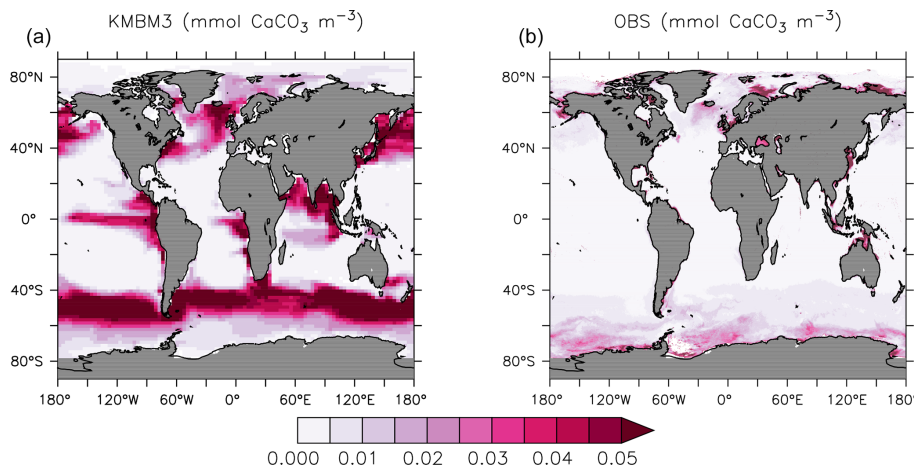 KMBM3 (mmol CaCO₃ m⁻³)
OBS (mmol CaCO₃ m⁻³)
(a)
(b)
80°N
40°N
0°
40°S
80°S
180° 120°W 60°W 0° 60°E 120°E 180°
80°N
40°N
0°
40°S
80°S
180° 120°W 60°W 0° 60°E 120°E 180°
0.000 0.01 0.02 0.03 0.04 0.05